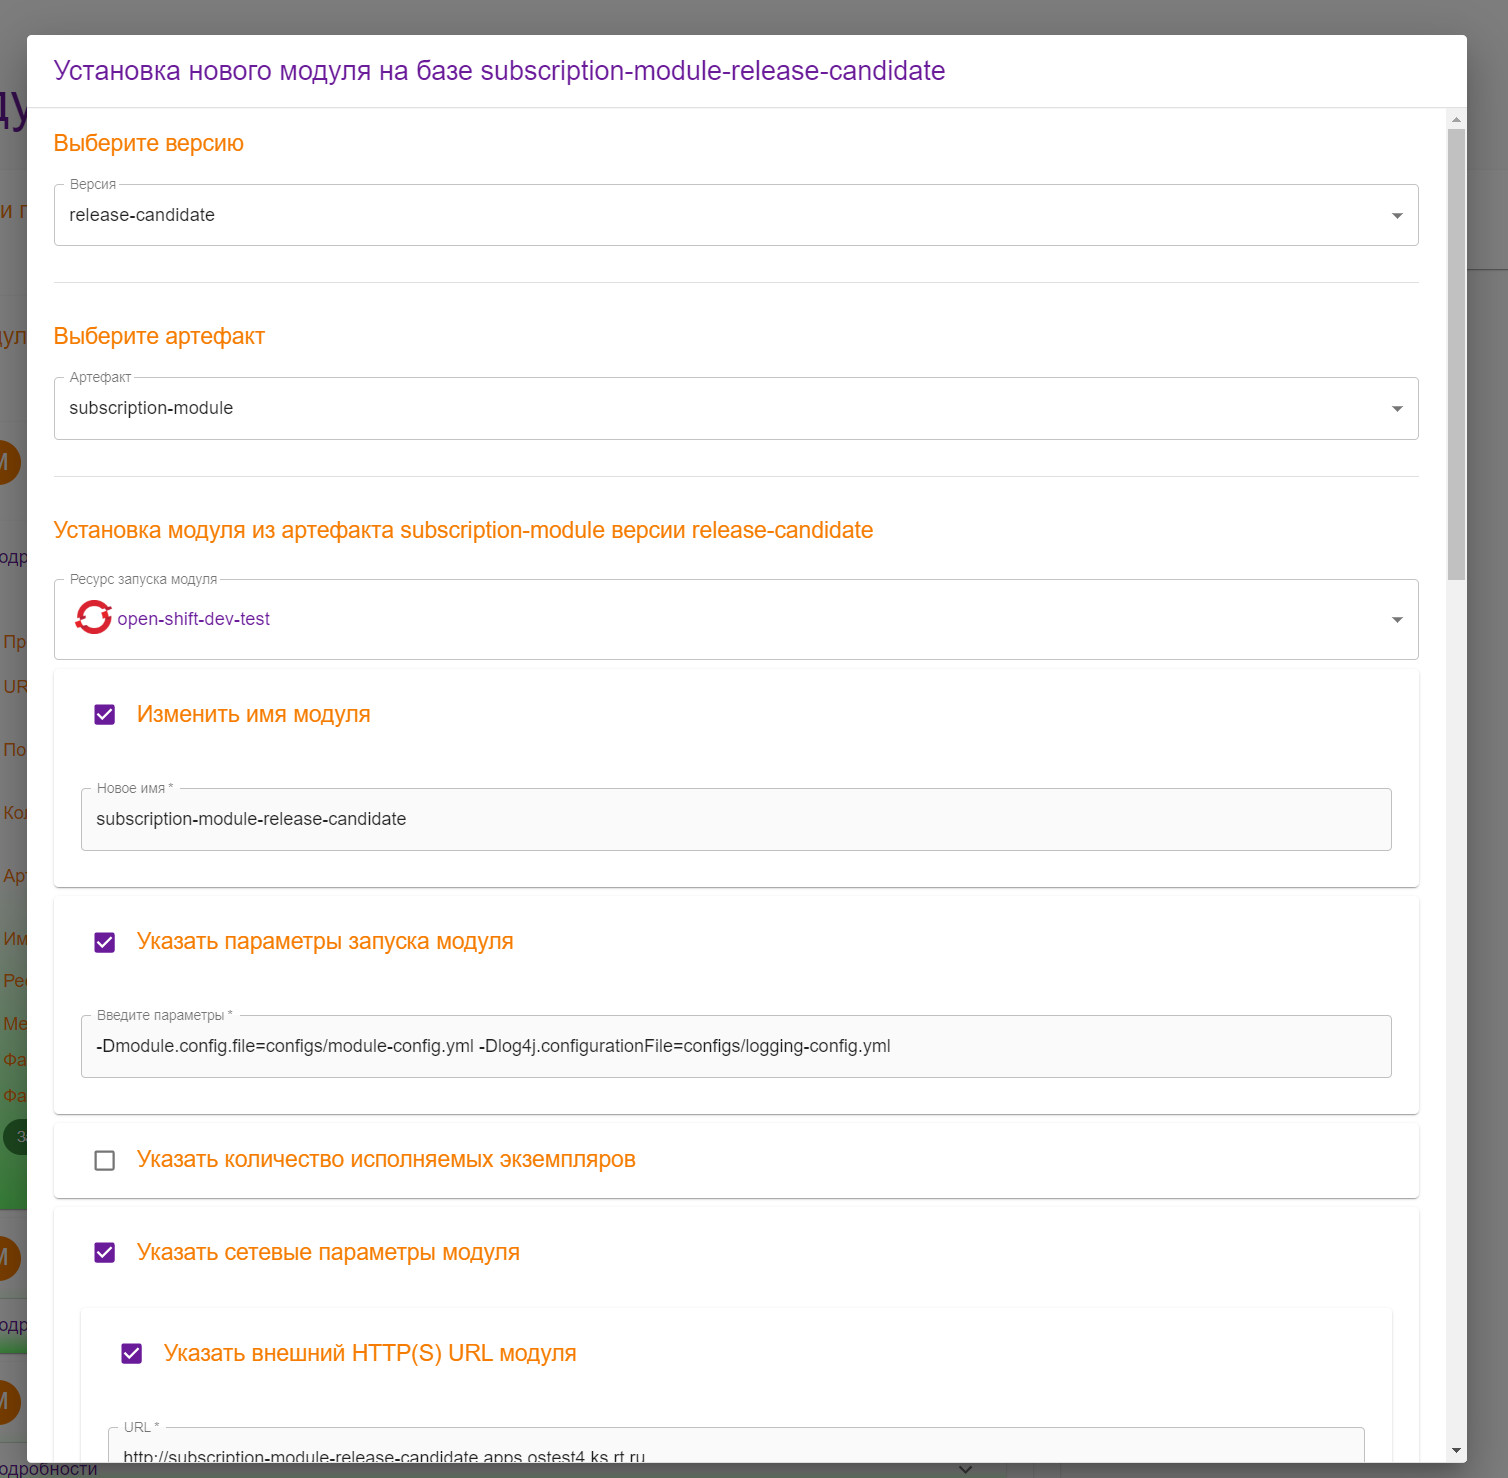 Установка нового модуля на базе subscription-module-release-candidate
Выберите версию
Версия
release-candidate
Выберите артефакт
Артефакт
subscription-module
Установка модуля из артефакта subscription-module версии release-candidate
Ресурс запуска модуля
open-shift-dev-test
Изменить имя модуля
Новое имя *
subscription-module-release-candidate
Указать параметры запуска модуля
Введите параметры *
-Dmodule.config.file=configs/module-config.yml -Dlog4j.configurationFile=configs/logging-config.yml
Указать количество исполняемых экземпляров
Указать сетевые параметры модуля
Указать внешний HTTP(S) URL модуля
URL *
http://subscription-module-release-candidate.apps.ostest4.ks.rt.ru